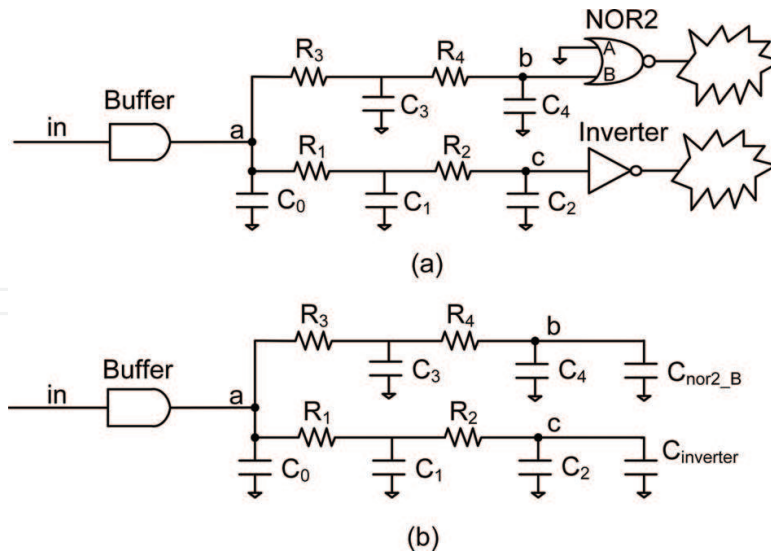 NOR2
R3 R4 b A
B
Buffer C3 C4
in a Inverter
R1 R2 c
C0 C1 C2
(a)
R3 R4 b
Buffer C3 C4 Cnor2_B
in a
R1 R2 c
C0 C1 C2 Cinverter
(b)